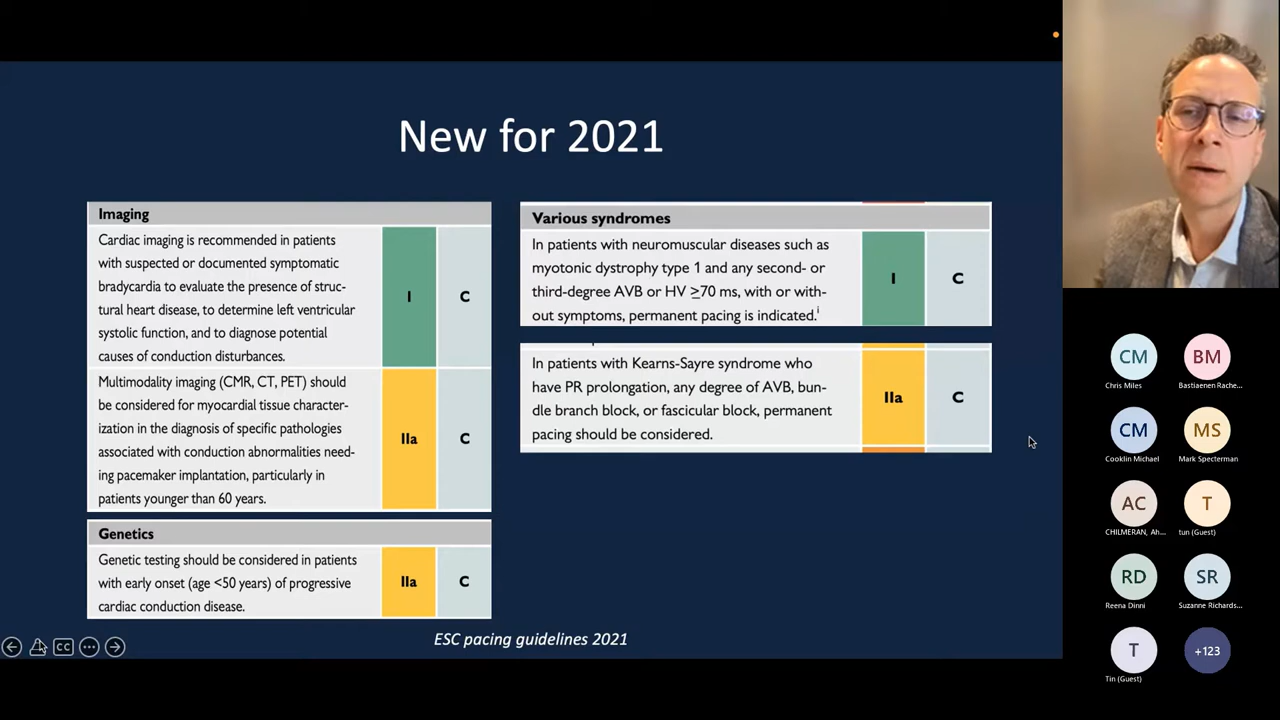 New for 2021
Imaging
Cardiac imaging is recommended in patients
with suspected or documented symptomatic
bradycardia to evaluate the presence of struc-
tural heart disease, to determine left ventricular
systolic function, and to diagnose potential
causes of conduction disturbances.
I
C
Multimodality imaging (CMR, CT, PET) should
be considered for myocardial tissue character-
ization in the diagnosis of specific pathologies
associated with conduction abnormalities need-
ing pacemaker implantation, particularly in
patients younger than 60 years.
IIa
C
Genetics
Genetic testing should be considered in patients
with early onset (age <50 years) of progressive
cardiac conduction disease.
IIa
C
Various syndromes
In patients with neuromuscular diseases such as
myotonic dystrophy type 1 and any second- or
third-degree AVB or HV ≥70 ms, with or with-
out symptoms, permanent pacing is indicated.i
I
C
In patients with Kearns-Sayre syndrome who
have PR prolongation, any degree of AVB, bun-
dle branch block, or fascicular block, permanent
pacing should be considered.
IIa
C
ESC pacing guidelines 2021
CC
CM
Chris Miles
BM
Bastiaenen Rache...
CM
Cooklin Michael
MS
Mark Specterman
AC
CHILMERAN, Ah...
T
tun (Guest)
RD
Reena Dinni
SR
Suzanne Richards...
T
Tin (Guest)
+123